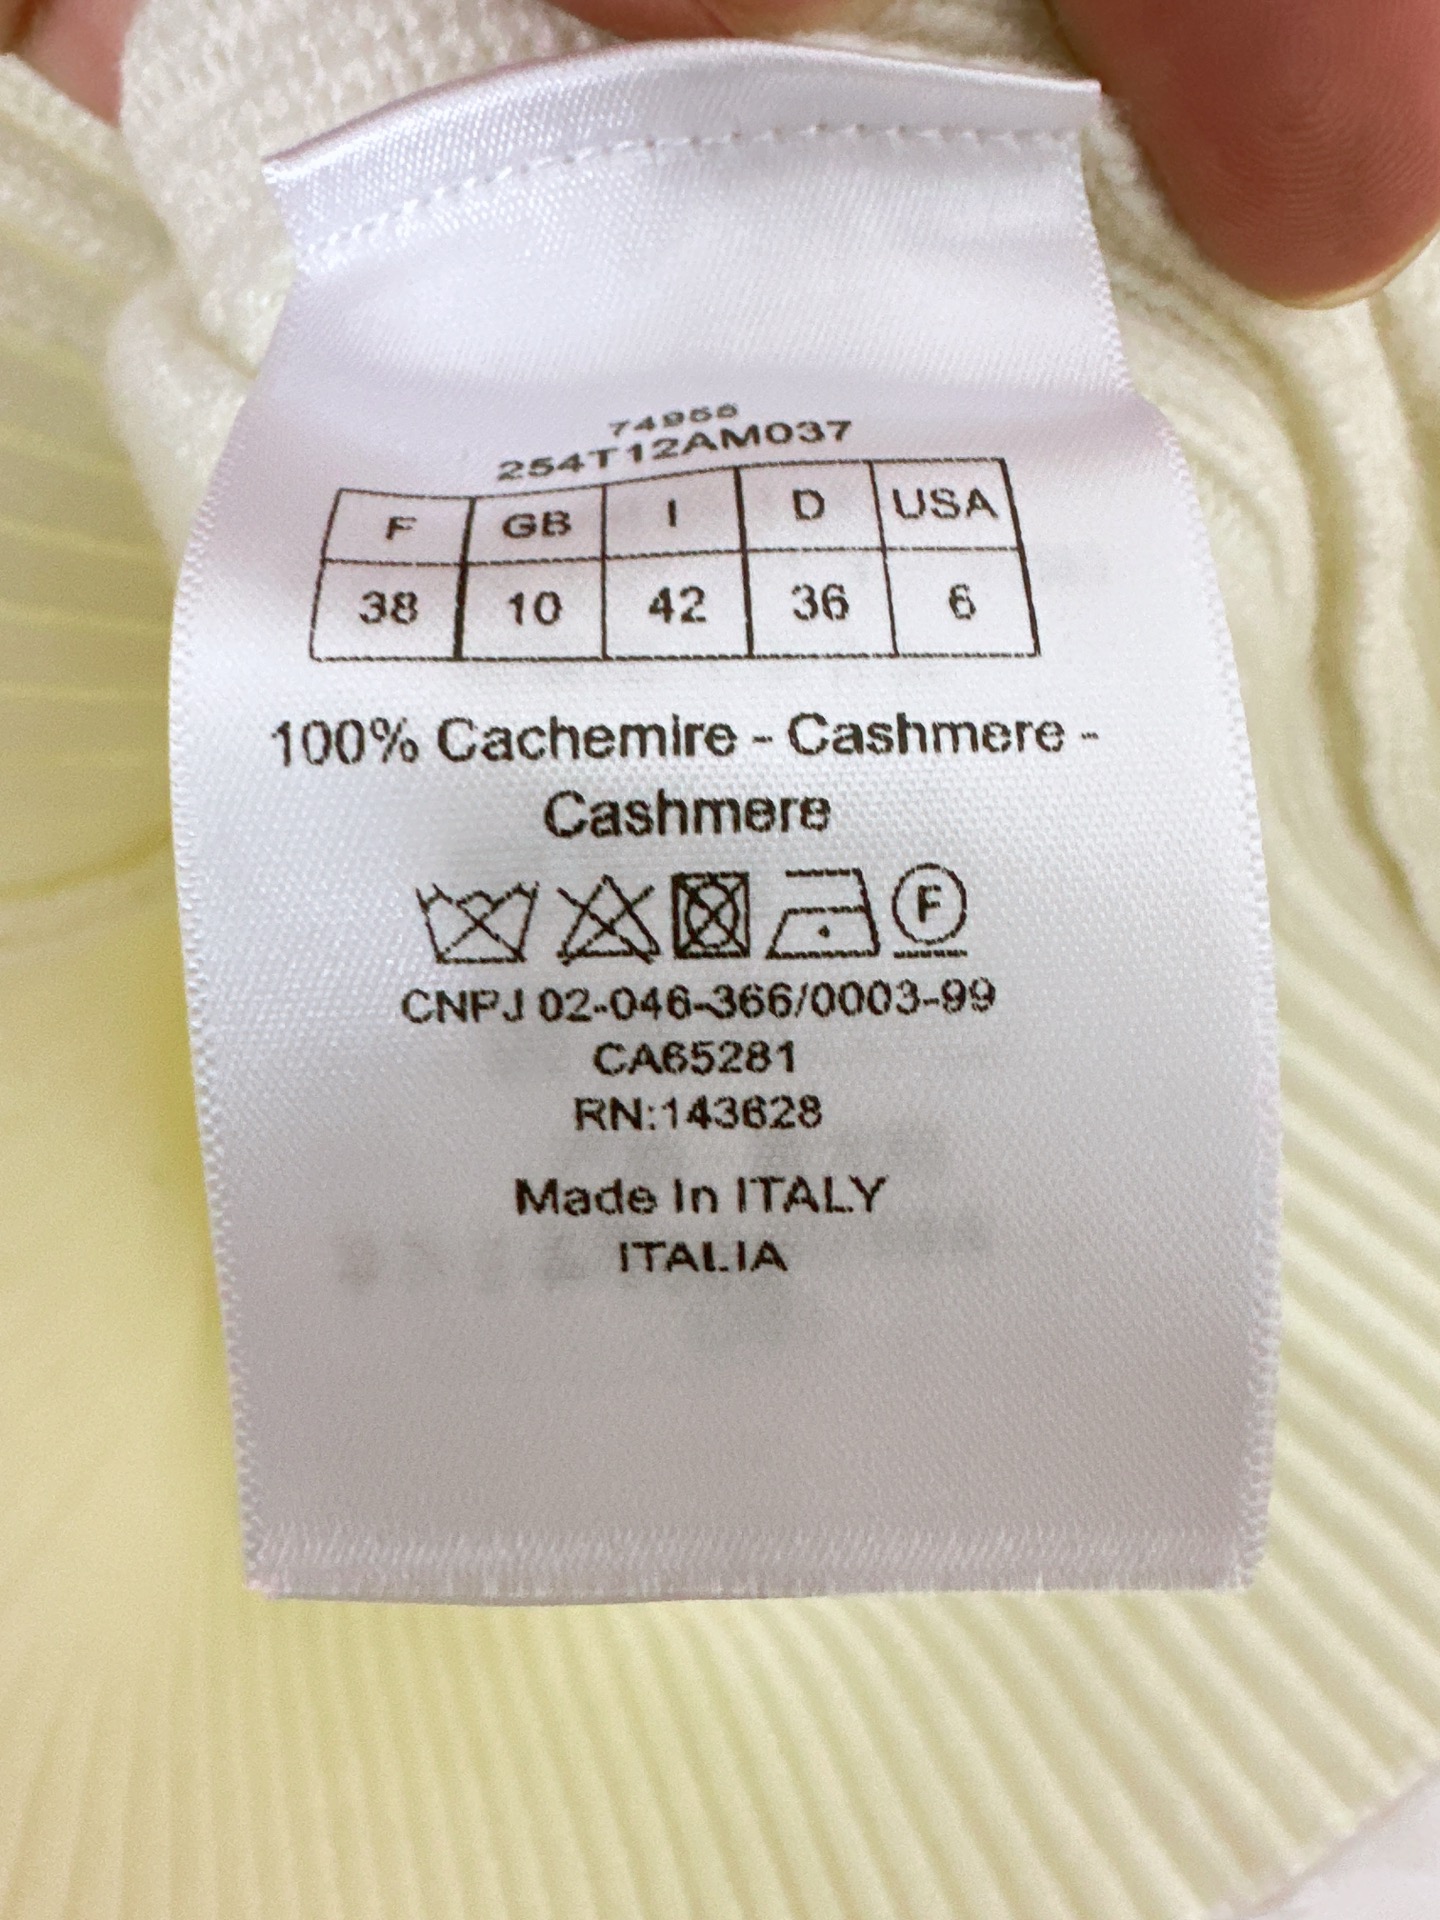 74956
254T12AM037
F GB I D USA
38 10 42 36 6
100% Cachemire - Cashmere -
Cashmere
F
CNPJ 02-046-366/0003-99
CA65281
RN:143628
Made In ITALY
ITALIA